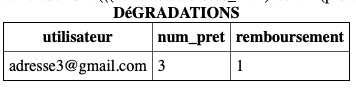 DéGRADATIONS
utilisateur num_pret remboursement
adresse3@gmail.com 3 1